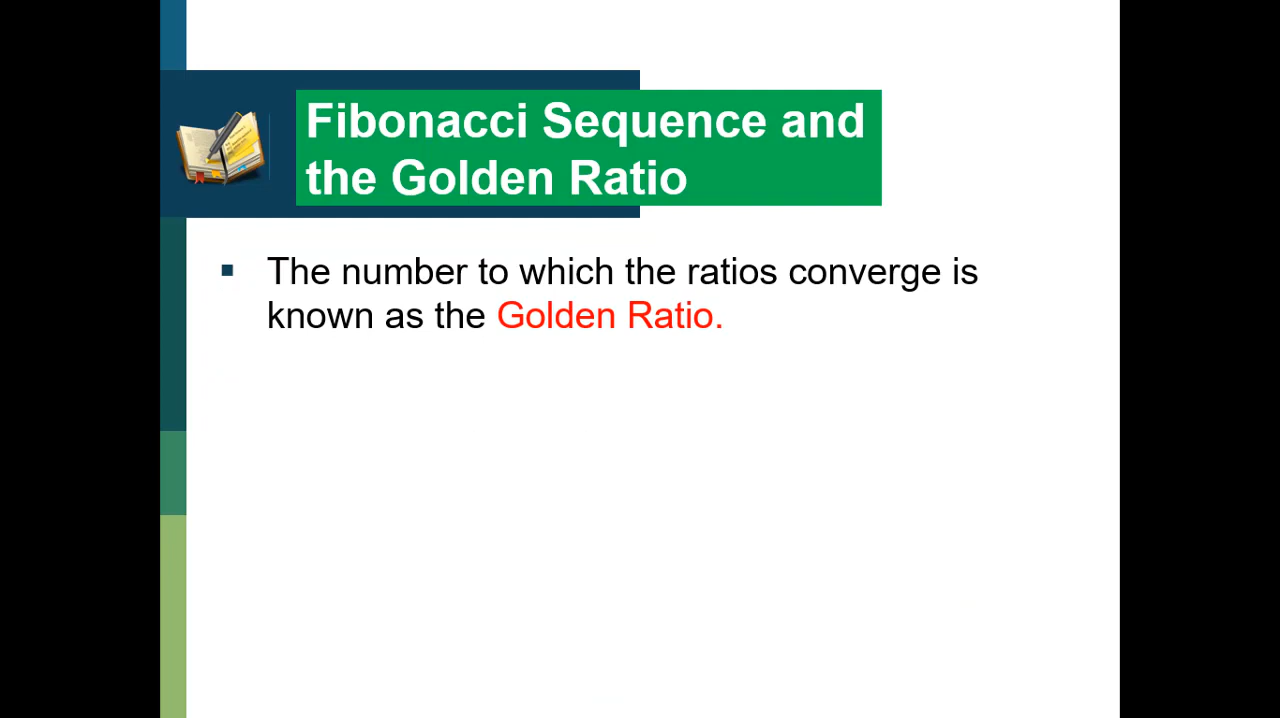 Fibonacci Sequence and
the Golden Ratio
▪ The number to which the ratios converge is
known as the Golden Ratio.